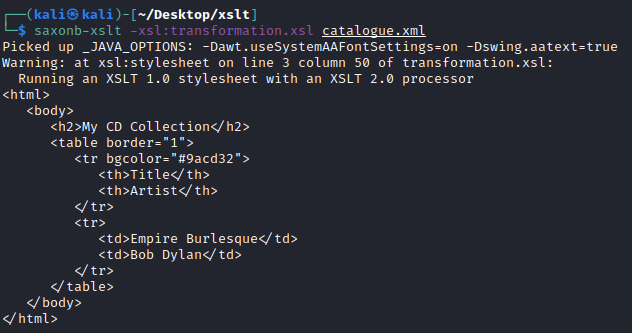 ┌──(kali㉿kali)-[~/Desktop/xslt]
└─$ saxonb-xslt -xsl:transformation.xsl catalogue.xml
Picked up _JAVA_OPTIONS: -Dawt.useSystemAAFontSettings=on -Dswing.aatext=true
Warning: at xsl:stylesheet on line 3 column 50 of transformation.xsl:
  Running an XSLT 1.0 stylesheet with an XSLT 2.0 processor
<html>
   <body>
      <h2>My CD Collection</h2>
      <table border="1">
         <tr bgcolor="#9acd32">
            <th>Title</th>
            <th>Artist</th>
         </tr>
         <tr>
            <td>Empire Burlesque</td>
            <td>Bob Dylan</td>
         </tr>
      </table>
   </body>
</html>